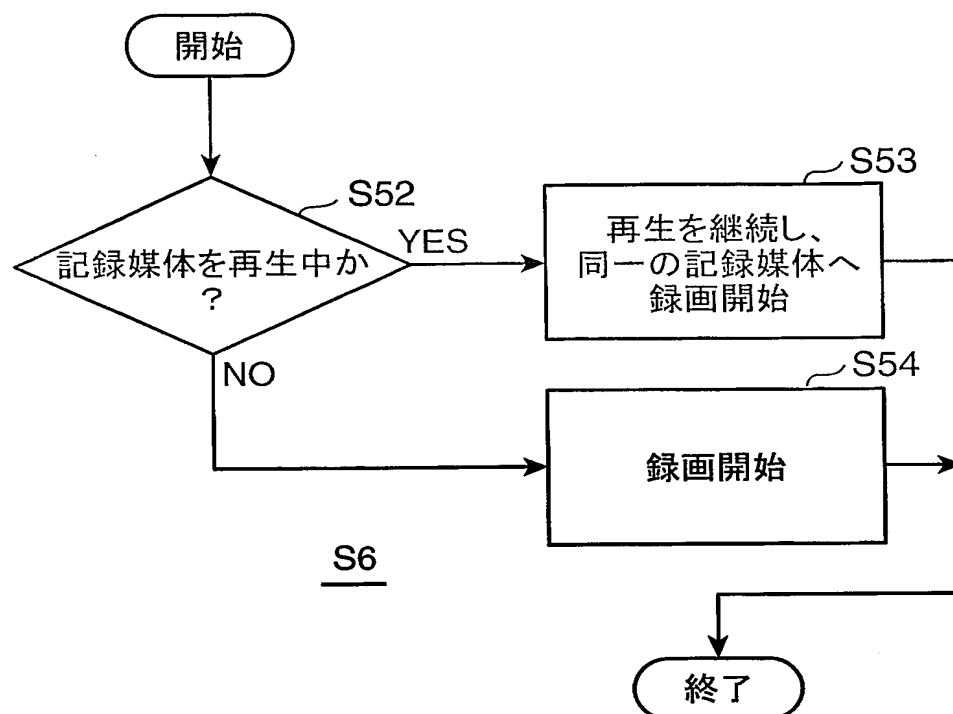 開始
S52
記録媒体を再生中か
?
YES
S53
再生を継続し、
同一の記録媒体へ
録画開始
NO
S54
録画開始
S6
終了